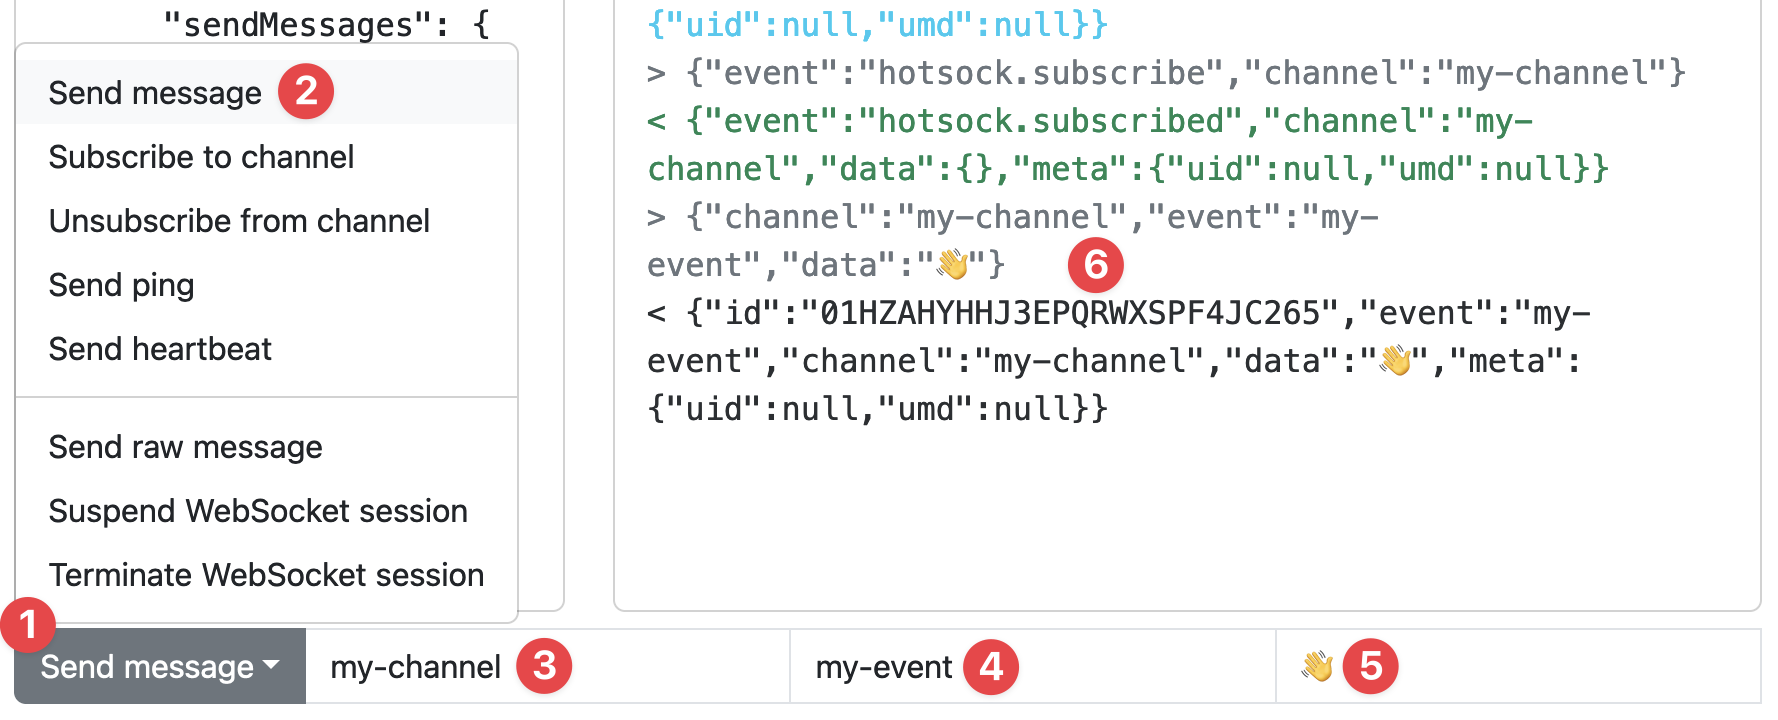 "sendMessages": {
Send message 2
Subscribe to channel
Unsubscribe from channel
Send ping
Send heartbeat
Send raw message
Suspend WebSocket session
Terminate WebSocket session
{"uid":null,"umd":null}}
> {"event":"hotsock.subscribe","channel":"my-channel"}
< {"event":"hotsock.subscribed","channel":"my-
channel","data":{},"meta":{"uid":null,"umd":null}}
> {"channel":"my-channel","event":"my-
event","data":"👋"} 6
< {"id":"01HZAHYHHJ3EPQRWXSPF4JC265","event":"my-
event","channel":"my-channel","data":"👋","meta":
{"uid":null,"umd":null}}
1
Send message my-channel 3 my-event 4 👋 5